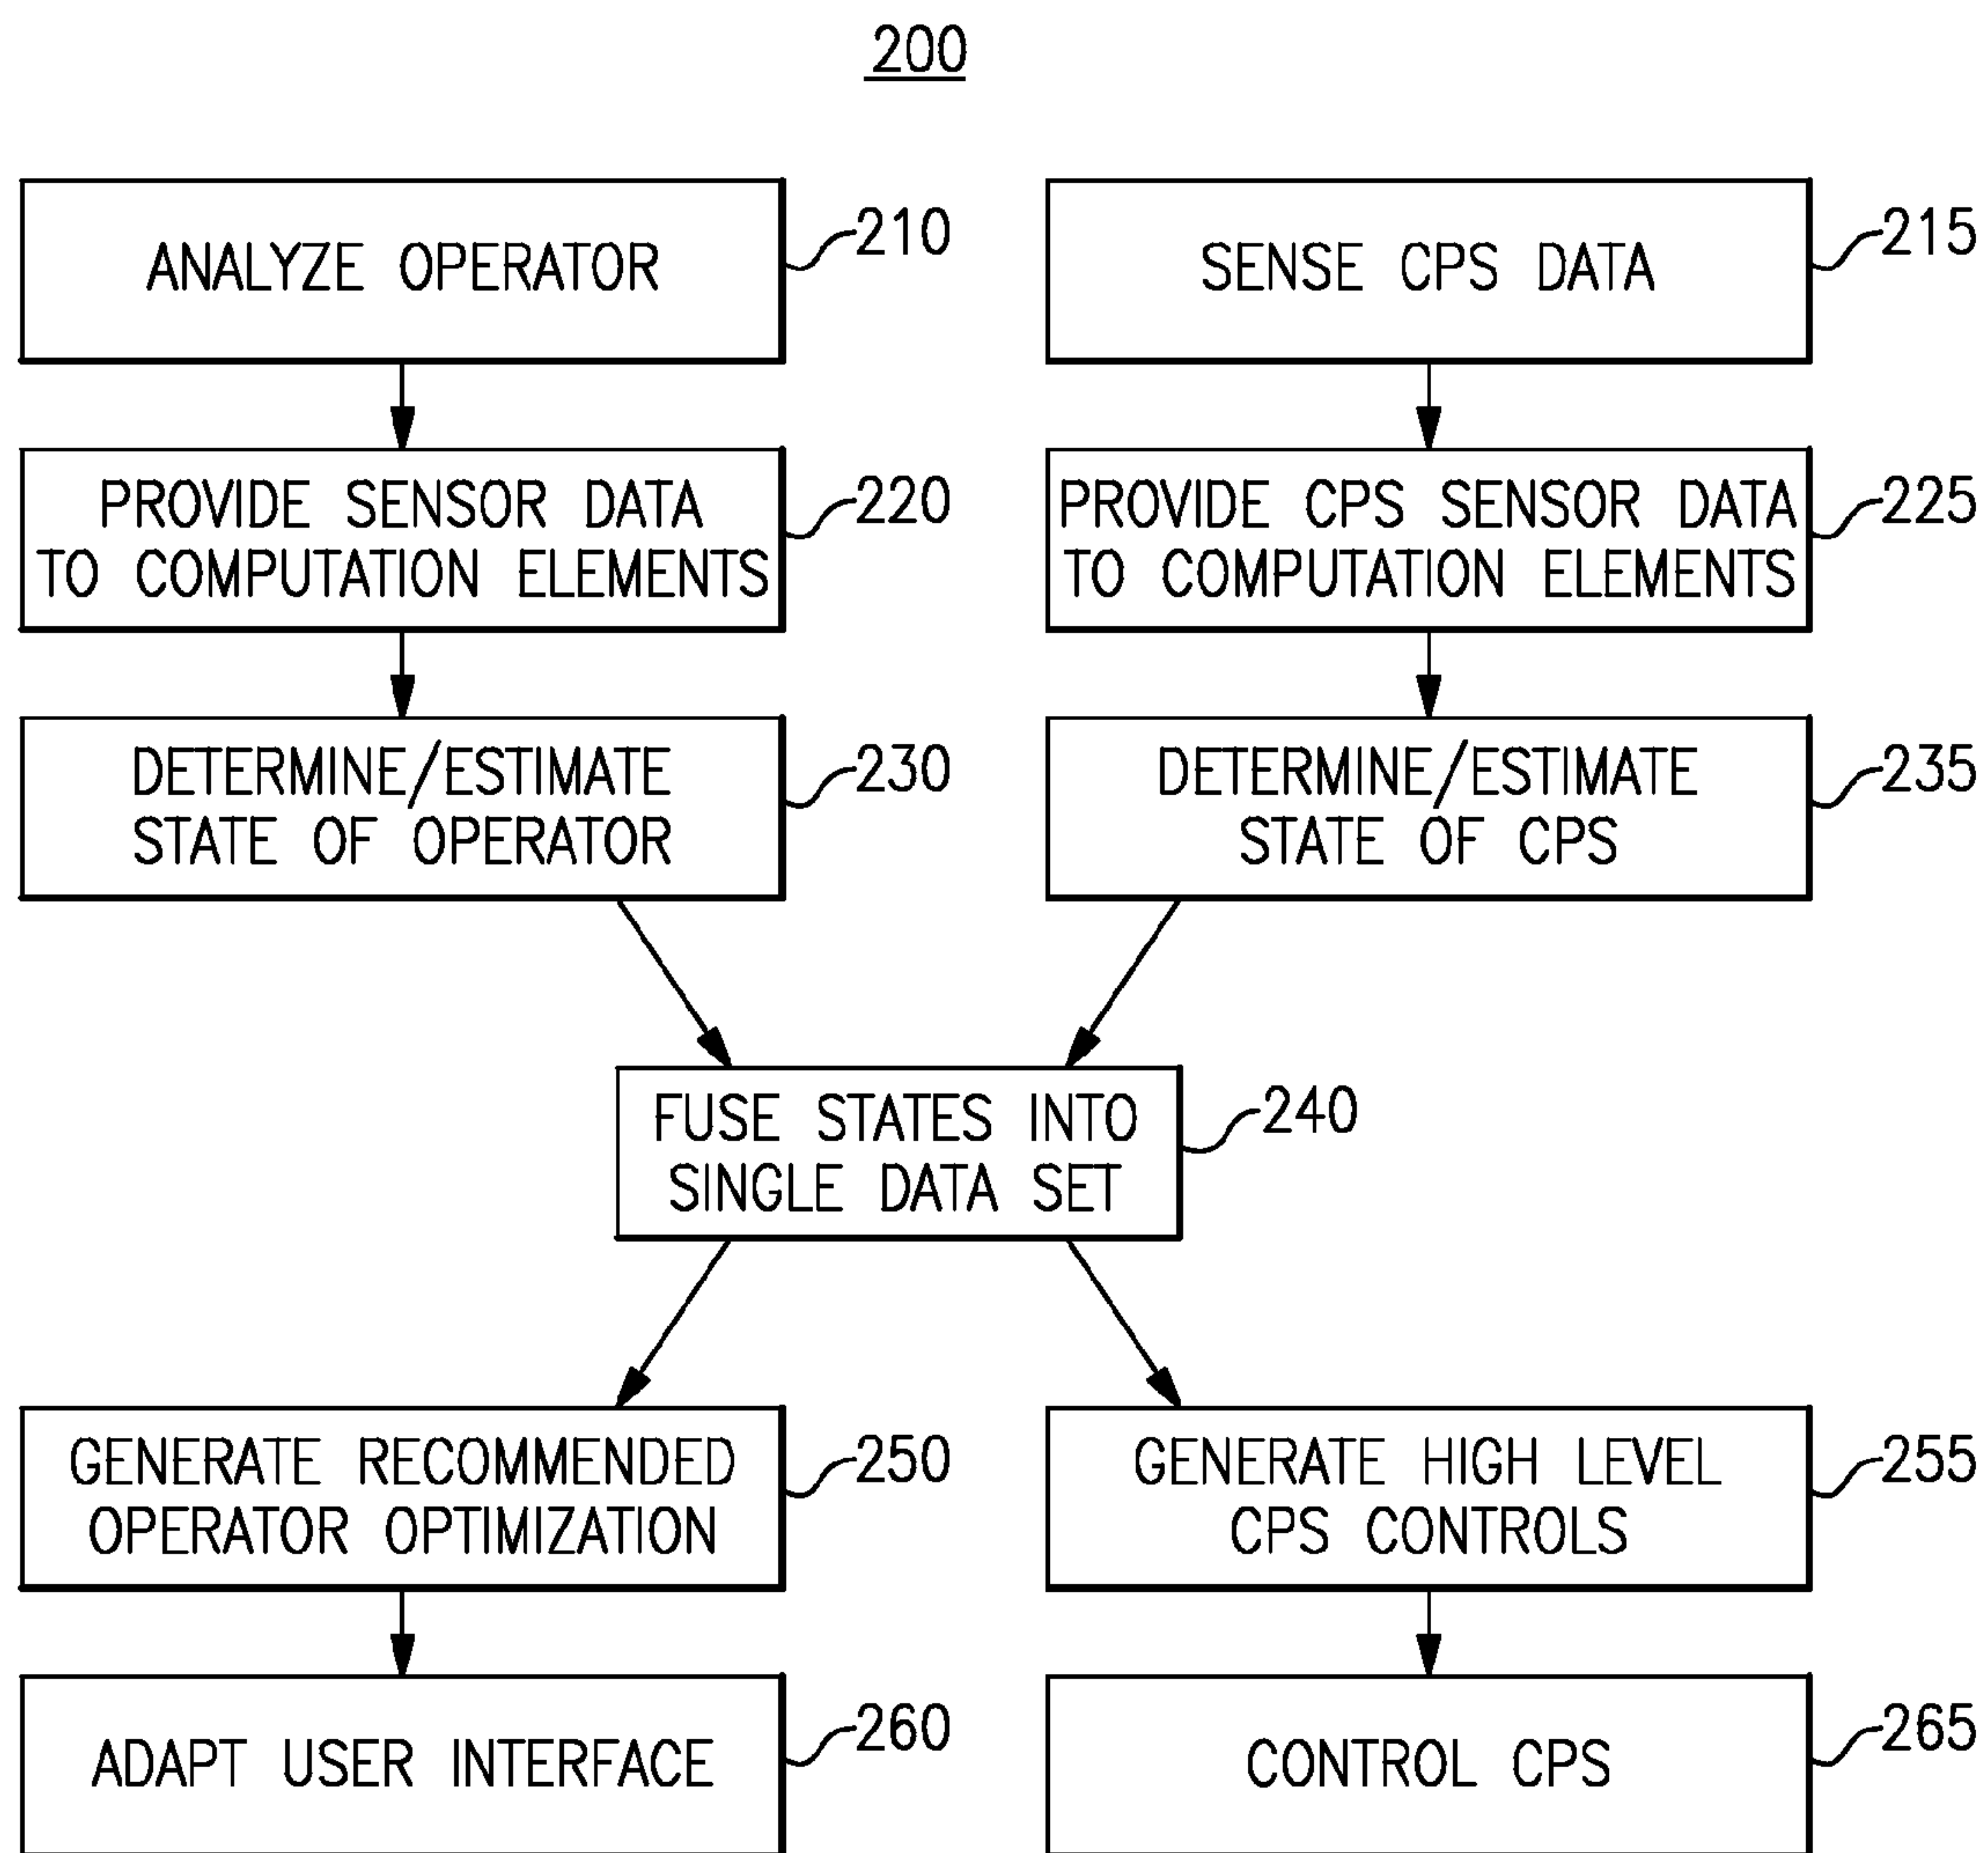 200
ANALYZE OPERATOR
210
SENSE CPS DATA
215
PROVIDE SENSOR DATA
TO COMPUTATION ELEMENTS
220
PROVIDE CPS SENSOR DATA
TO COMPUTATION ELEMENTS
225
DETERMINE/ESTIMATE
STATE OF OPERATOR
230
DETERMINE/ESTIMATE
STATE OF CPS
235
FUSE STATES INTO
SINGLE DATA SET
240
GENERATE RECOMMENDED
OPERATOR OPTIMIZATION
250
GENERATE HIGH LEVEL
CPS CONTROLS
255
ADAPT USER INTERFACE
260
CONTROL CPS
265